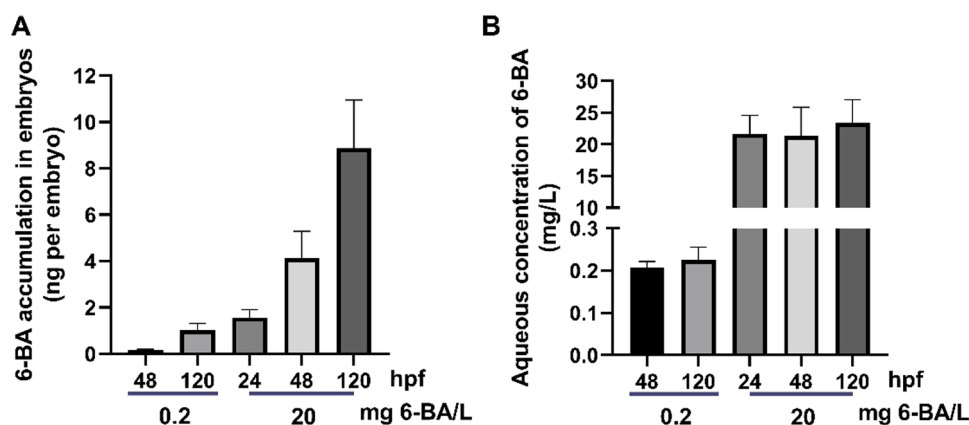 A
6-BA accumulation in embryos
(ng per embryo)
12
10
8
6
4
2
0
48 120 24 48 120 hpf
0.2 20 mg 6-BA/L
B
Aqueous concentration of 6-BA
(mg/L)
30
25
20
15
10
0.3
0.2
0.1
0.0
48 120 24 48 120 hpf
0.2 20 mg 6-BA/L